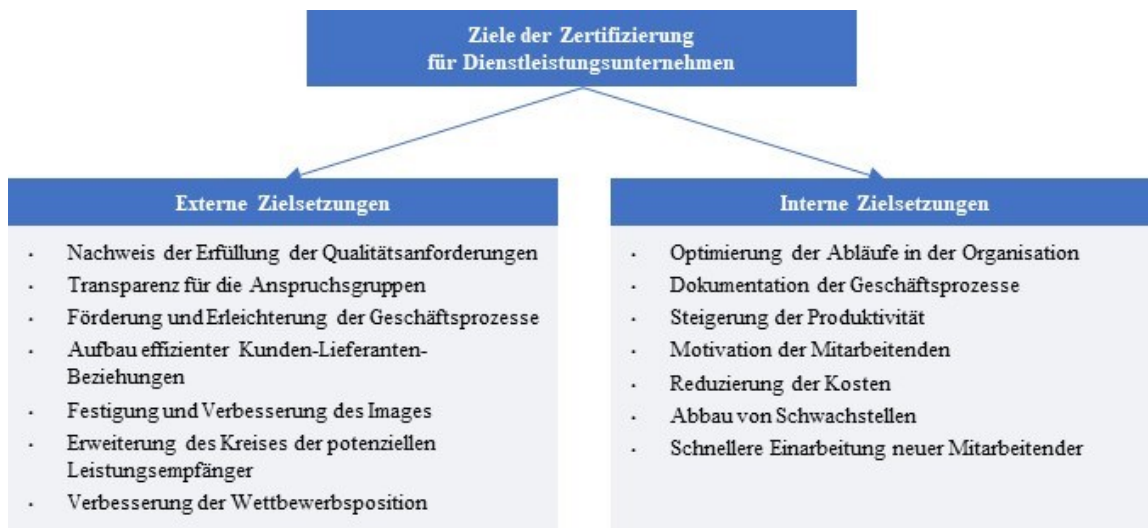 Ziele der Zertifizierung
für Dienstleistungsunternehmen
Externe Zielsetzungen
· Nachweis der Erfüllung der Qualitätsanforderungen
· Transparenz für die Anspruchsgruppen
· Förderung und Erleichterung der Geschäftsprozesse
· Aufbau effizienter Kunden-Lieferanten-
Beziehungen
· Festigung und Verbesserung des Images
· Erweiterung des Kreises der potenziellen
Leistungsempfänger
· Verbesserung der Wettbewerbsposition
Interne Zielsetzungen
· Optimierung der Abläufe in der Organisation
· Dokumentation der Geschäftsprozesse
· Steigerung der Produktivität
· Motivation der Mitarbeitenden
· Reduzierung der Kosten
· Abbau von Schwachstellen
· Schnellere Einarbeitung neuer Mitarbeitender